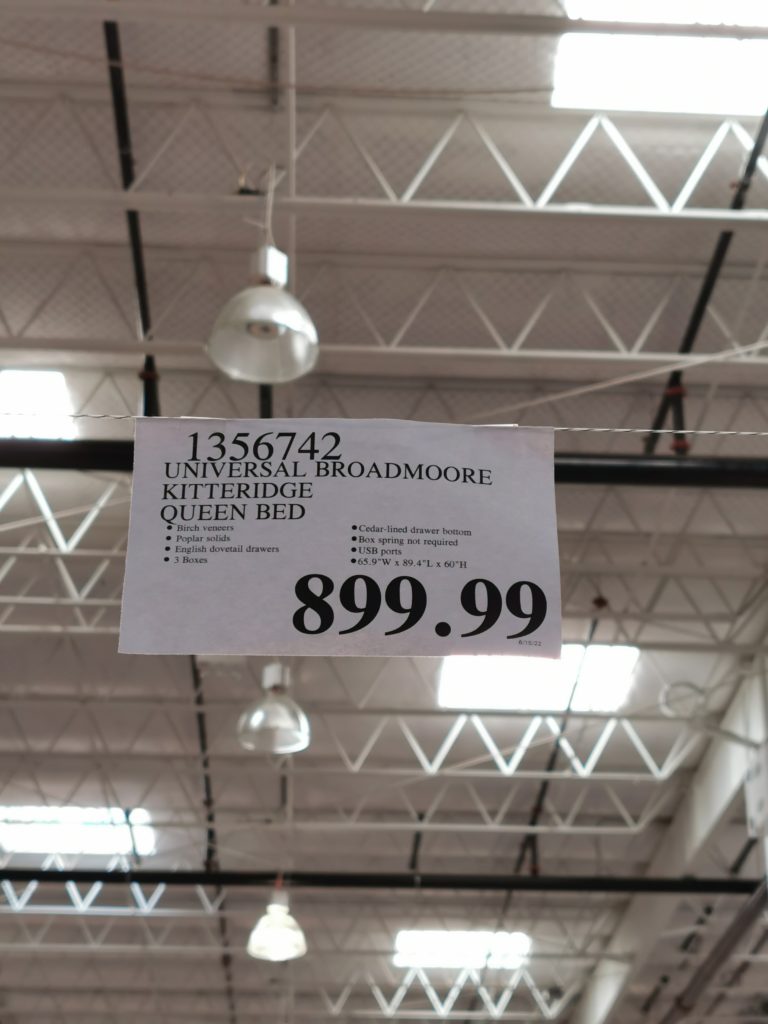 1356742
UNIVERSAL BROADMOORE
KITTERIDGE
QUEEN BED
• Birch veneers
• Poplar solids
• English dovetail drawers
• 3 Boxes
• Cedar-lined drawer bottom
• Box spring not required
• USB ports
• 65.9"W x 89.4"L x 60"H
899.99